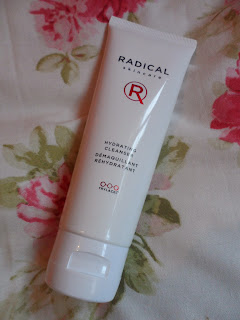 RADICAL
SKINCARE
R
HYDRATING
CLEANSER
DÉMAQUILLANT
RÉHYDRATANT